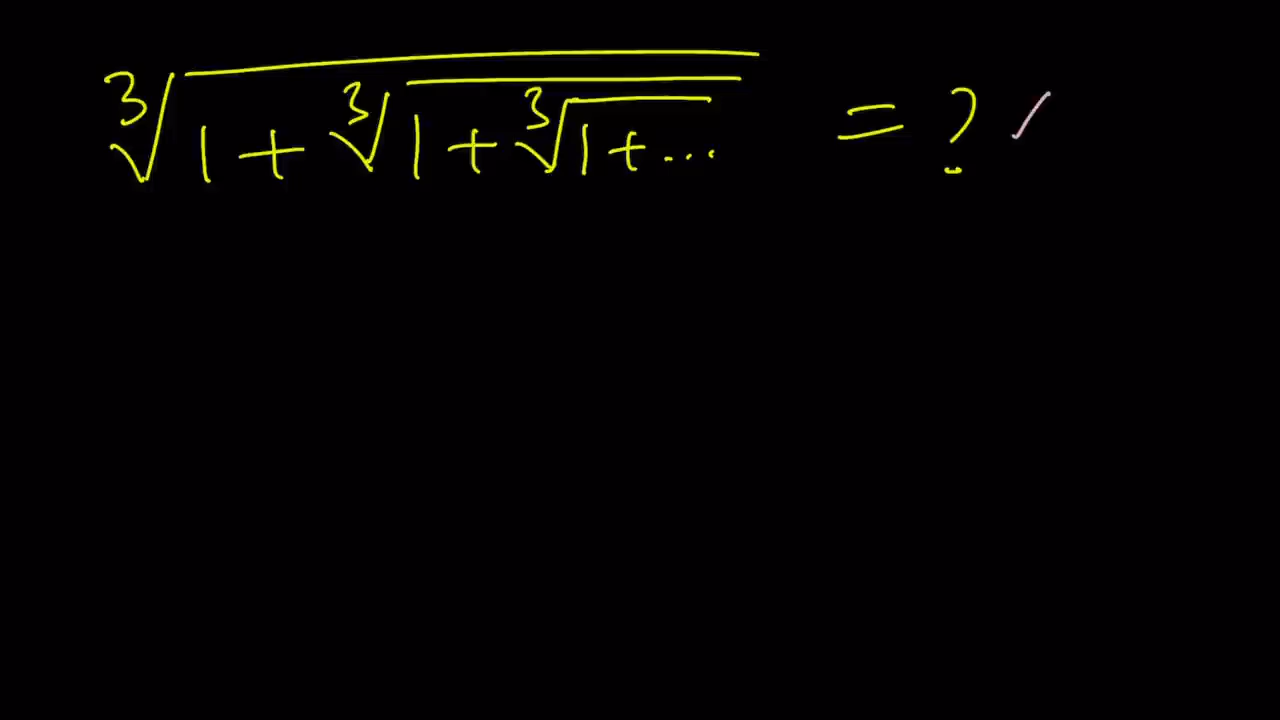 ∛(1 + ∛(1 + ∛(1 + ...))) = ?